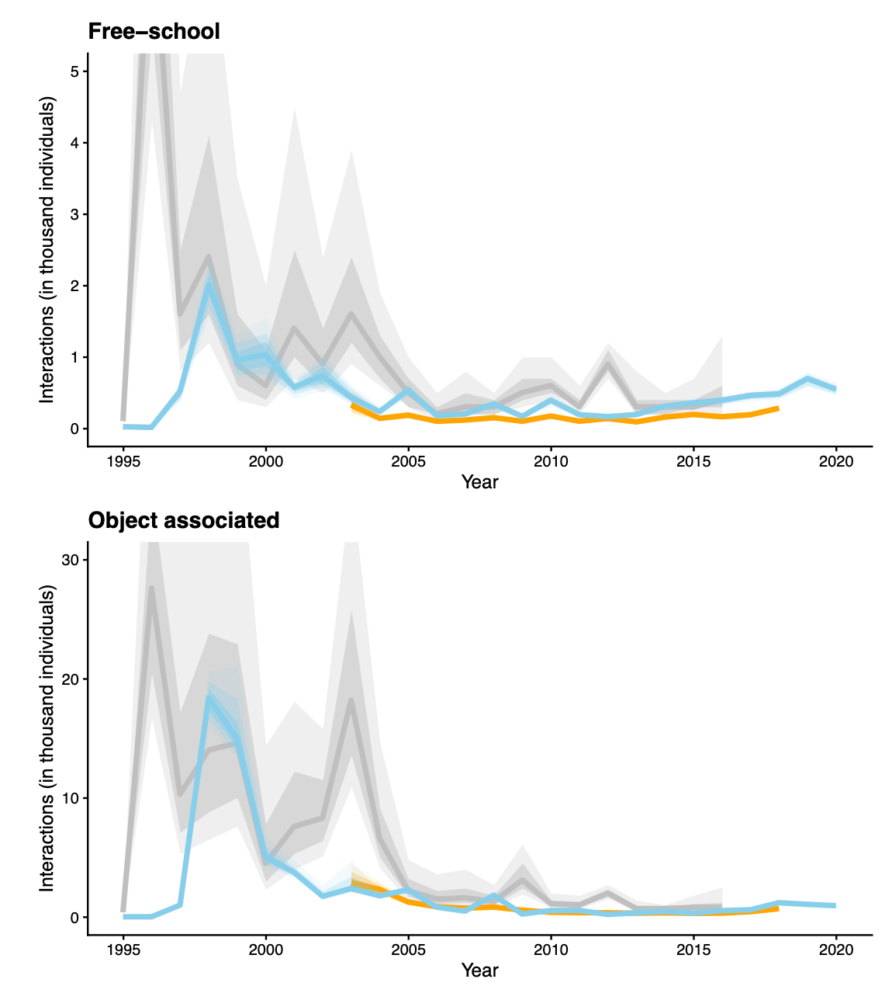 Free−school
Interactions (in thousand individuals)
5
4
3
2
1
0
1995 2000 2005 2010 2015 2020
Year
Object associated
Interactions (in thousand individuals)
30
20
10
0
1995 2000 2005 2010 2015 2020
Year